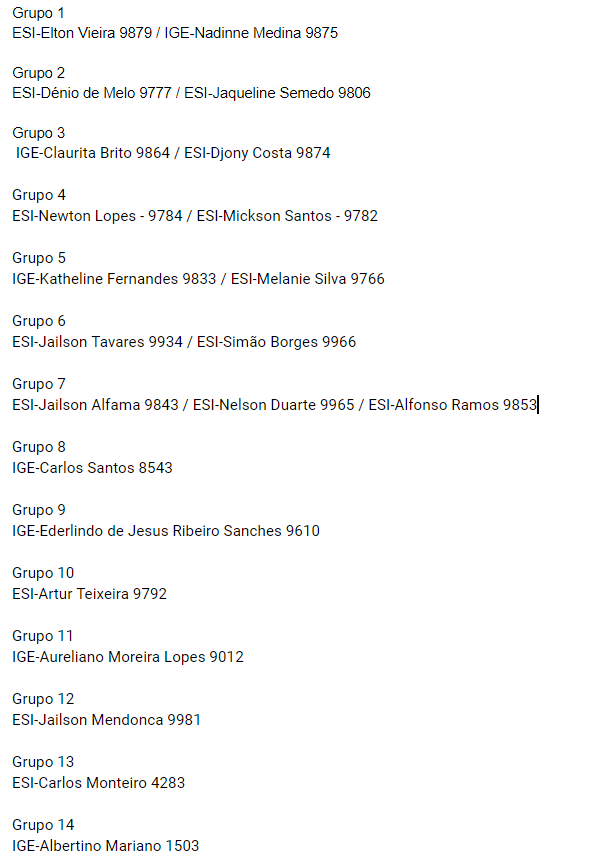 Grupo 1
ESI-Elton Vieira 9879 / IGE-Nadinne Medina 9875
Grupo 2
ESI-Dénio de Melo 9777 / ESI-Jaqueline Semedo 9806
Grupo 3
IGE-Claurita Brito 9864 / ESI-Djony Costa 9874
Grupo 4
ESI-Newton Lopes - 9784 / ESI-Mickson Santos - 9782
Grupo 5
IGE-Katheline Fernandes 9833 / ESI-Melanie Silva 9766
Grupo 6
ESI-Jailson Tavares 9934 / ESI-Simão Borges 9966
Grupo 7
ESI-Jailson Alfama 9843 / ESI-Nelson Duarte 9965 / ESI-Alfonso Ramos 9853
Grupo 8
IGE-Carlos Santos 8543
Grupo 9
IGE-Ederlindo de Jesus Ribeiro Sanches 9610
Grupo 10
ESI-Artur Teixeira 9792
Grupo 11
IGE-Aureliano Moreira Lopes 9012
Grupo 12
ESI-Jailson Mendonca 9981
Grupo 13
ESI-Carlos Monteiro 4283
Grupo 14
IGE-Albertino Mariano 1503